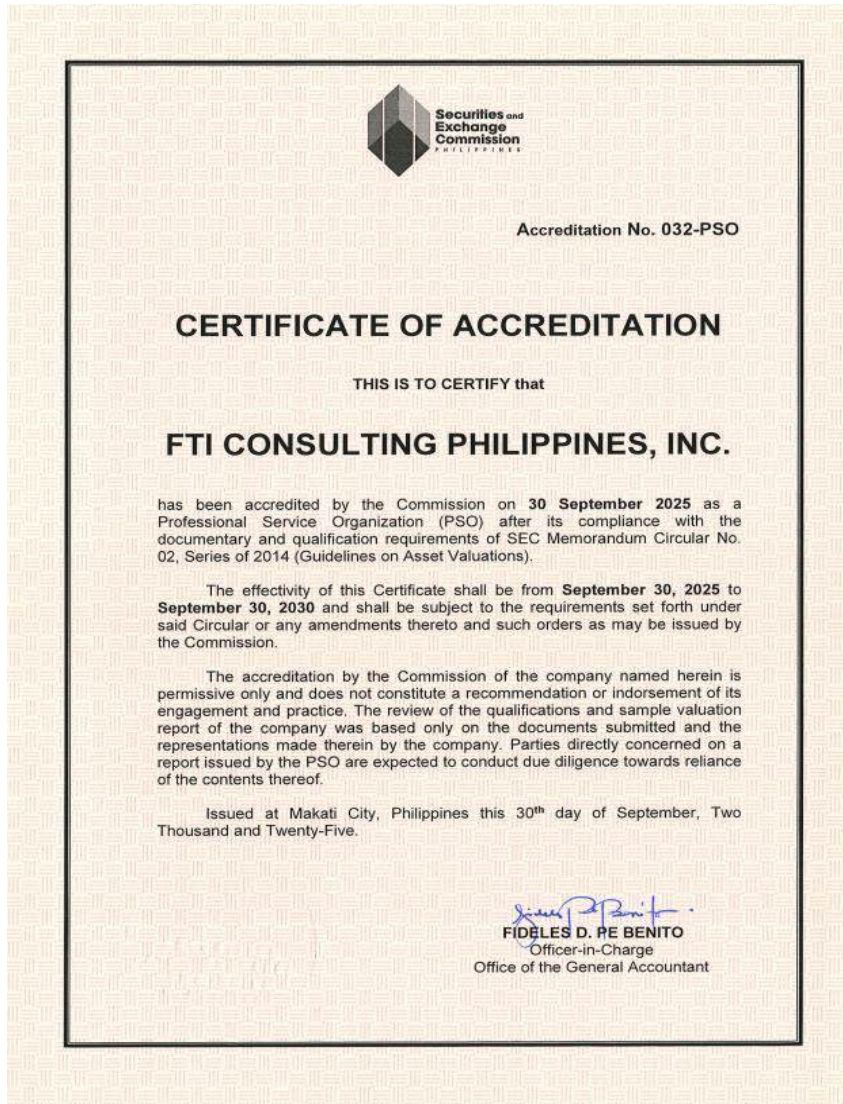 Securities and
Exchange
Commission
PHILIPPINES
Accreditation No. 032-PSO
CERTIFICATE OF ACCREDITATION
THIS IS TO CERTIFY that
FTI CONSULTING PHILIPPINES, INC.
has been accredited by the Commission on 30 September 2025 as a
Professional Service Organization (PSO) after its compliance with the
documentary and qualification requirements of SEC Memorandum Circular No.
02, Series of 2014 (Guidelines on Asset Valuations).
The effectivity of this Certificate shall be from September 30, 2025 to
September 30, 2030 and shall be subject to the requirements set forth under
said Circular or any amendments thereto and such orders as may be issued by
the Commission.
The accreditation by the Commission of the company named herein is
permissive only and does not constitute a recommendation or indorsement of its
engagement and practice. The review of the qualifications and sample valuation
report of the company was based only on the documents submitted and the
representations made therein by the company. Parties directly concerned on a
report issued by the PSO are expected to conduct due diligence towards reliance
of the contents thereof.
Issued at Makati City, Philippines this 30th day of September, Two
Thousand and Twenty-Five.
FIDELES D. PE BENITO
Officer-in-Charge
Office of the General Accountant